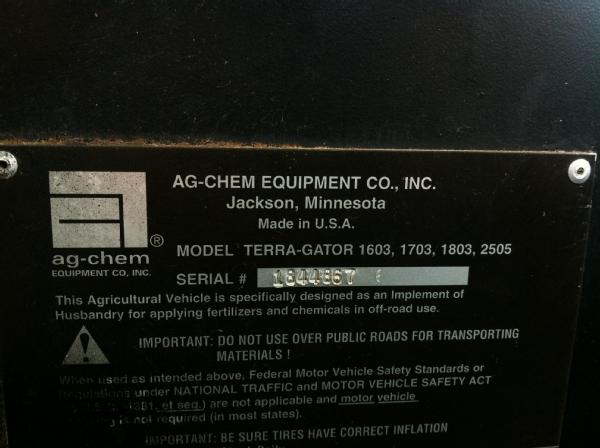 AG-CHEM EQUIPMENT CO., INC.
Jackson, Minnesota
Made in U.S.A.
ag-chem ®
EQUIPMENT CO, INC.
MODEL TERRA-GATOR 1603, 1703, 1803, 2505
SERIAL # 1844867
This Agricultural Vehicle is specifically designed as an Implement of
Husbandry for applying fertilizers and chemicals in off-road use.
IMPORTANT: DO NOT USE OVER PUBLIC ROADS FOR TRANSPORTING
MATERIALS !
When used as intended above, Federal Motor Vehicle Safety Standards or
Regulations under NATIONAL TRAFFIC and MOTOR VEHICLE SAFETY ACT
et seq.) are not applicable and motor vehicle
is not required (in most states).
IMPORTANT: BE SURE TIRES HAVE CORRECT INFLATION